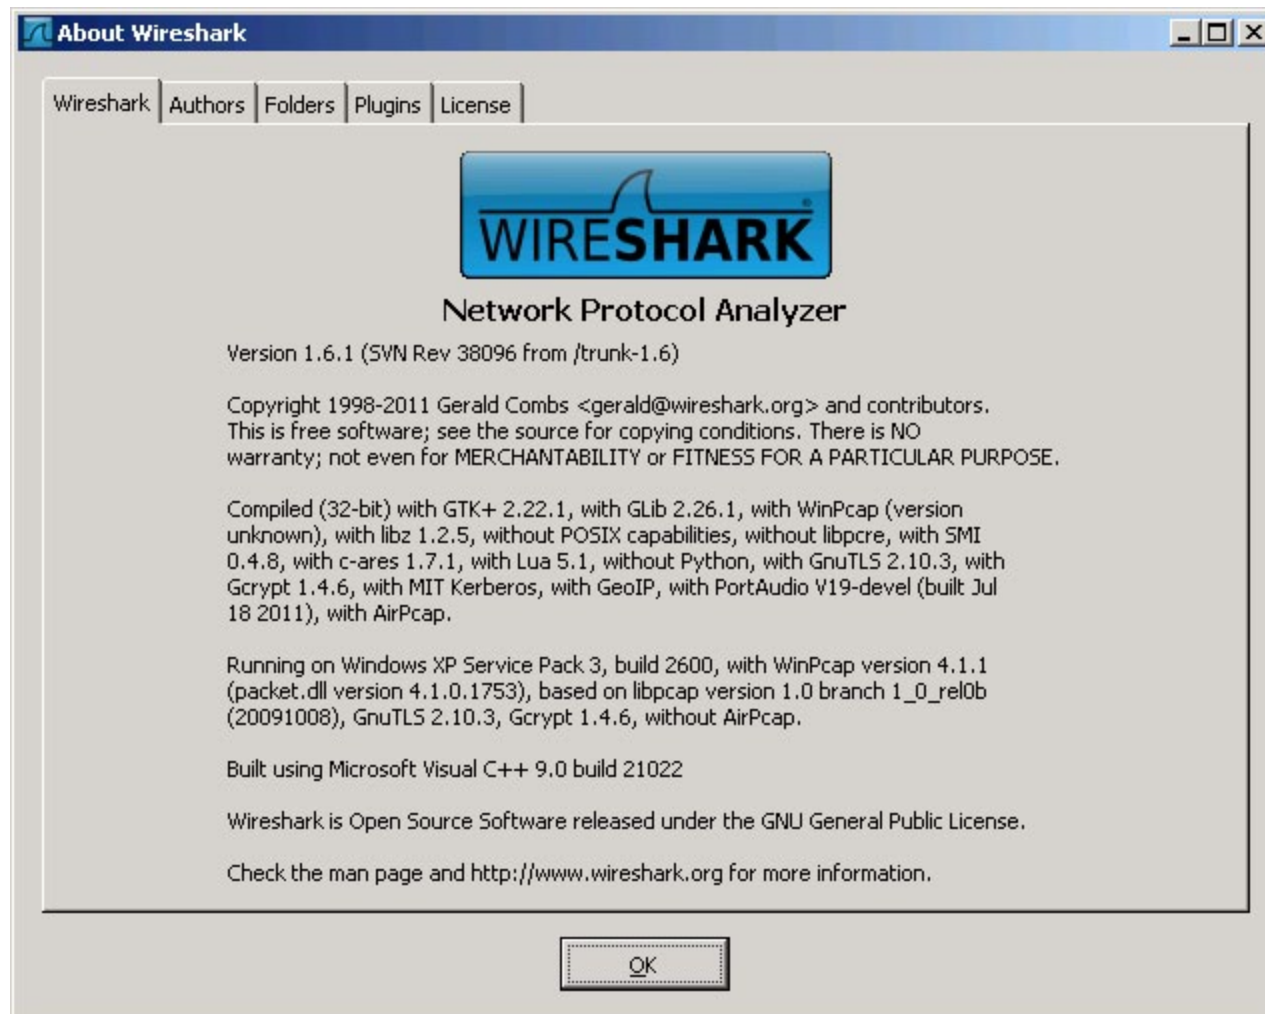 About Wireshark
Wireshark Authors Folders Plugins License
WIRESHARK®
Network Protocol Analyzer
Version 1.6.1 (SVN Rev 38096 from /trunk-1.6)
Copyright 1998-2011 Gerald Combs <gerald@wireshark.org> and contributors.
This is free software; see the source for copying conditions. There is NO
warranty; not even for MERCHANTABILITY or FITNESS FOR A PARTICULAR PURPOSE.
Compiled (32-bit) with GTK+ 2.22.1, with GLib 2.26.1, with WinPcap (version
unknown), with libz 1.2.5, without POSIX capabilities, without libpcre, with SMI
0.4.8, with c-ares 1.7.1, with Lua 5.1, without Python, with GnuTLS 2.10.3, with
Gcrypt 1.4.6, with MIT Kerberos, with GeoIP, with PortAudio V19-devel (built Jul
18 2011), with AirPcap.
Running on Windows XP Service Pack 3, build 2600, with WinPcap version 4.1.1
(packet.dll version 4.1.0.1753), based on libpcap version 1.0 branch 1_0_rel0b
(20091008), GnuTLS 2.10.3, Gcrypt 1.4.6, without AirPcap.
Built using Microsoft Visual C++ 9.0 build 21022
Wireshark is Open Source Software released under the GNU General Public License.
Check the man page and http://www.wireshark.org for more information.
OK